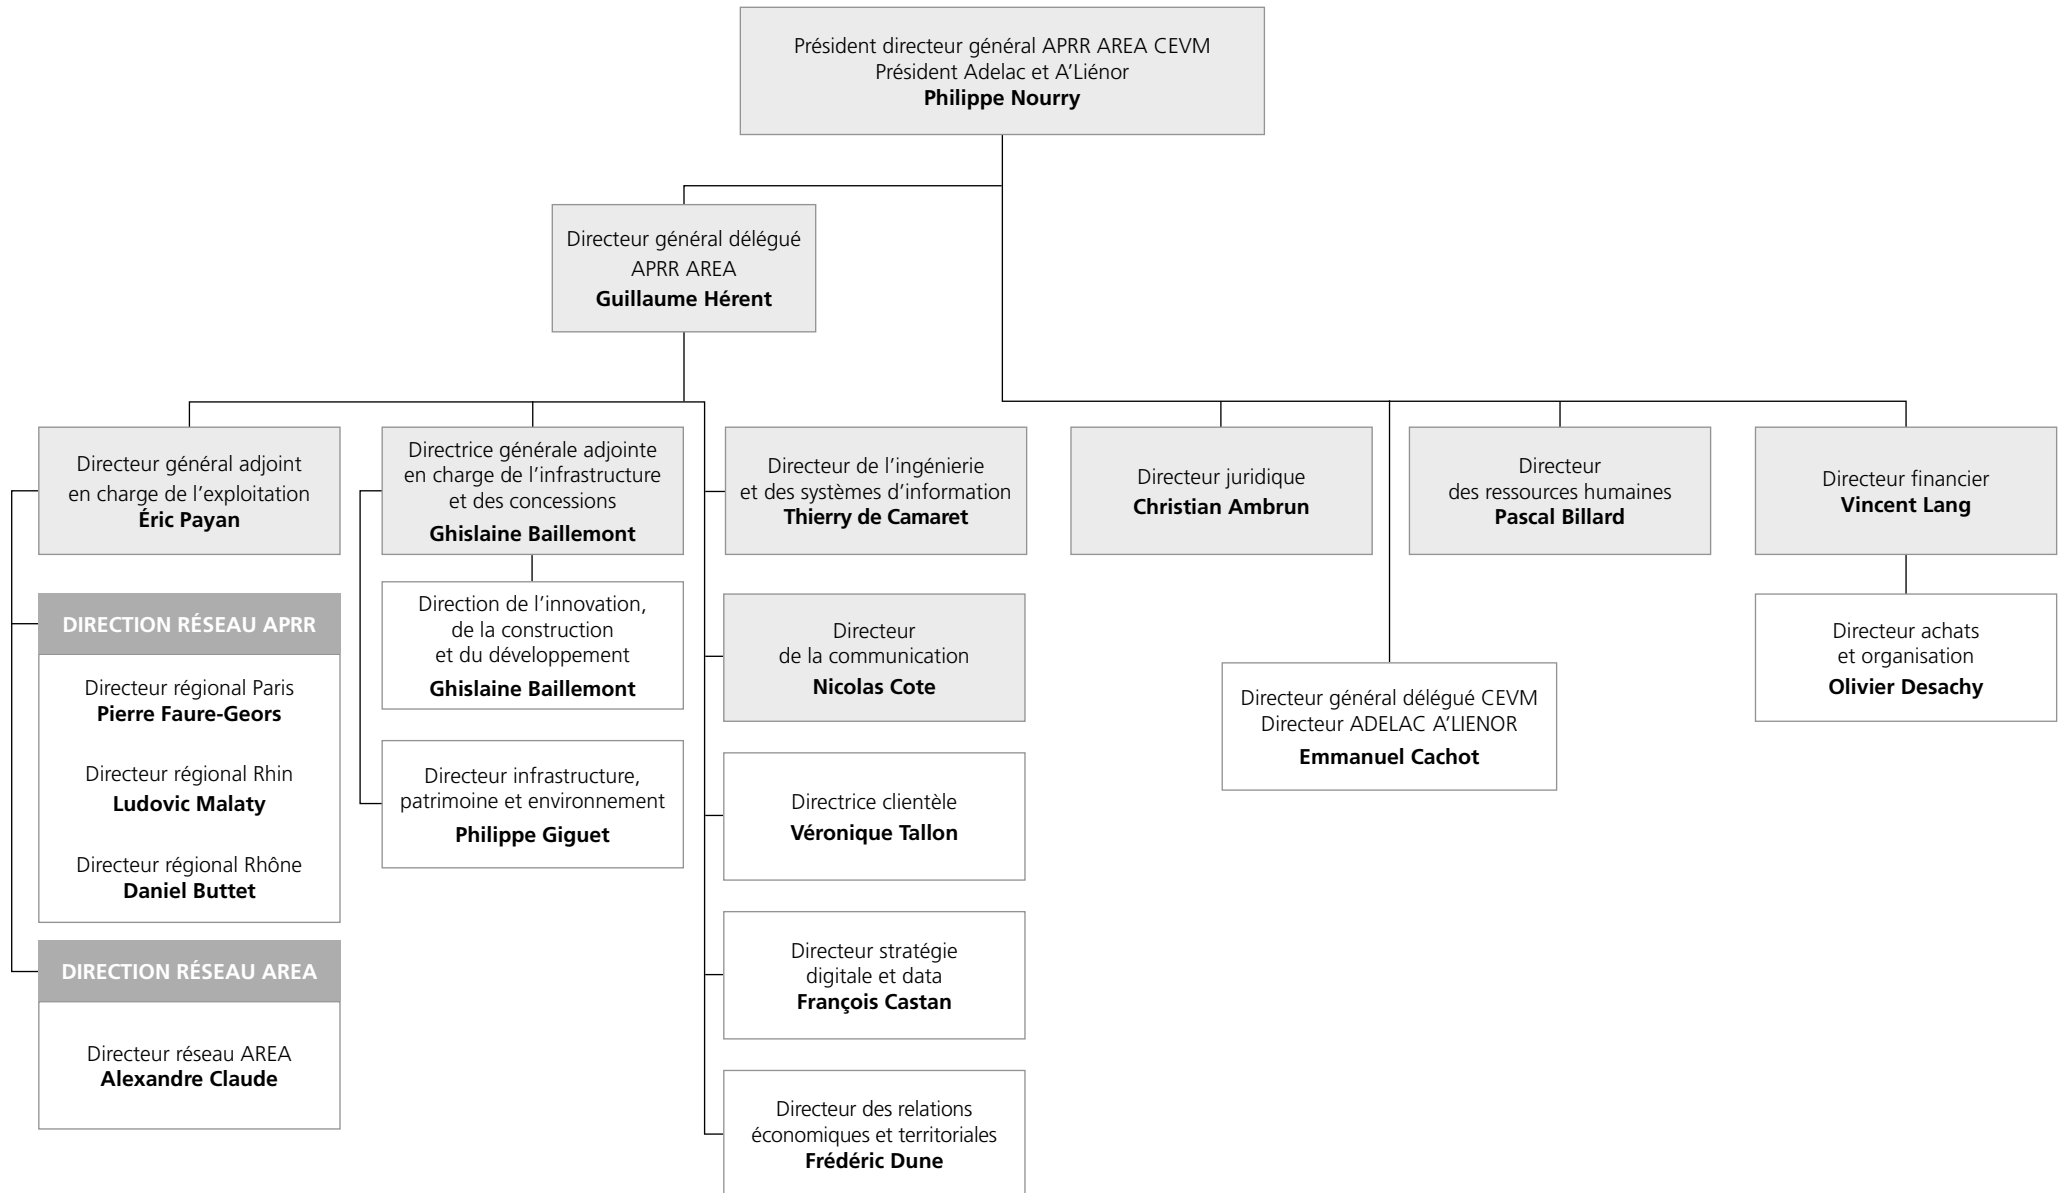 Président directeur général APRR AREA CEVM
Président Adelac et A'Liénor
Philippe Nourry
Directeur général délégué
APRR AREA
Guillaume Hérent
Directeur général adjoint
en charge de l'exploitation
Éric Payan
DIRECTION RÉSEAU APRR
Directeur régional Paris
Pierre Faure-Geors
Directeur régional Rhin
Ludovic Malaty
Directeur régional Rhône
Daniel Buttet
DIRECTION RÉSEAU AREA
Directeur réseau AREA
Alexandre Claude
Directrice générale adjointe
en charge de l'infrastructure
et des concessions
Ghislaine Baillemont
Direction de l'innovation,
de la construction
et du développement
Ghislaine Baillemont
Directeur infrastructure,
patrimoine et environnement
Philippe Giguet
Directeur de l'ingénierie
et des systèmes d'information
Thierry de Camaret
Directeur
de la communication
Nicolas Cote
Directrice clientèle
Véronique Tallon
Directeur stratégie
digitale et data
François Castan
Directeur des relations
économiques et territoriales
Frédéric Dune
Directeur juridique
Christian Ambrun
Directeur général délégué CEVM
Directeur ADELAC A'LIENOR
Emmanuel Cachot
Directeur
des ressources humaines
Pascal Billard
Directeur financier
Vincent Lang
Directeur achats
et organisation
Olivier Desachy